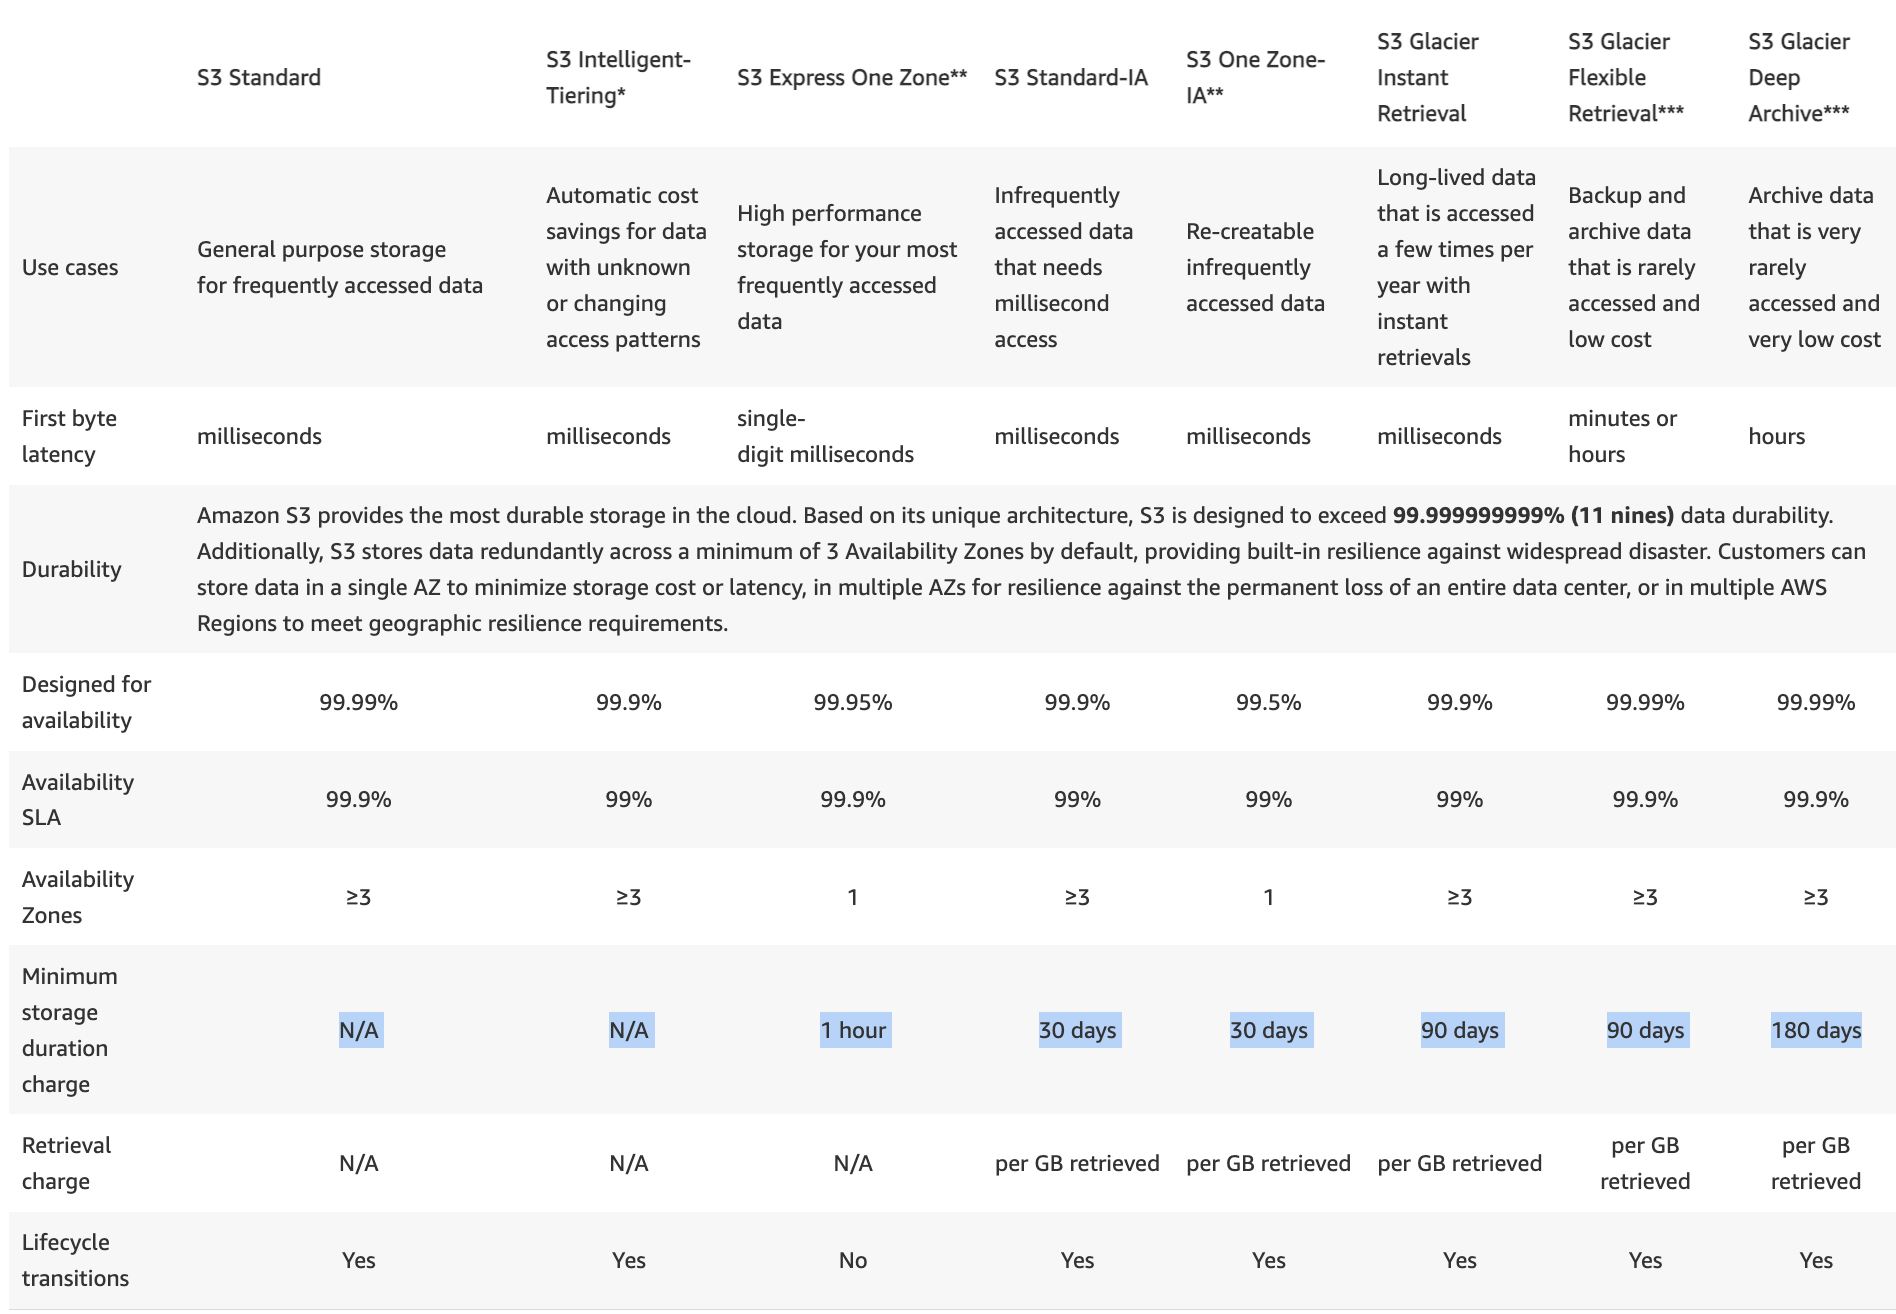 S3 Standard
S3 Intelligent-
Tiering*
S3 Express One Zone**
S3 Standard-IA
S3 One Zone-
IA**
S3 Glacier
Instant
Retrieval
S3 Glacier
Flexible
Retrieval***
S3 Glacier
Deep
Archive***
Use cases
General purpose storage
for frequently accessed data
Automatic cost
savings for data
with unknown
or changing
access patterns
High performance
storage for your most
frequently accessed
data
Infrequently
accessed data
that needs
millisecond
access
Re-creatable
infrequently
accessed data
Long-lived data
that is accessed
a few times per
year with
instant
retrievals
Backup and
archive data
that is rarely
accessed and
low cost
Archive data
that is very
rarely
accessed and
very low cost
First byte
latency
milliseconds
milliseconds
single-
digit milliseconds
milliseconds
milliseconds
milliseconds
minutes or
hours
hours
Durability
Amazon S3 provides the most durable storage in the cloud. Based on its unique architecture, S3 is designed to exceed 99.999999999% (11 nines) data durability.
Additionally, S3 stores data redundantly across a minimum of 3 Availability Zones by default, providing built-in resilience against widespread disaster. Customers can
store data in a single AZ to minimize storage cost or latency, in multiple AZs for resilience against the permanent loss of an entire data center, or in multiple AWS
Regions to meet geographic resilience requirements.
Designed for
availability
99.99%
99.9%
99.95%
99.9%
99.5%
99.9%
99.99%
99.99%
Availability
SLA
99.9%
99%
99.9%
99%
99%
99%
99.9%
99.9%
Availability
Zones
≥3
≥3
1
≥3
1
≥3
≥3
≥3
Minimum
storage
duration
charge
N/A
N/A
1 hour
30 days
30 days
90 days
90 days
180 days
Retrieval
charge
N/A
N/A
N/A
per GB retrieved
per GB retrieved
per GB retrieved
per GB
retrieved
per GB
retrieved
Lifecycle
transitions
Yes
Yes
No
Yes
Yes
Yes
Yes
Yes